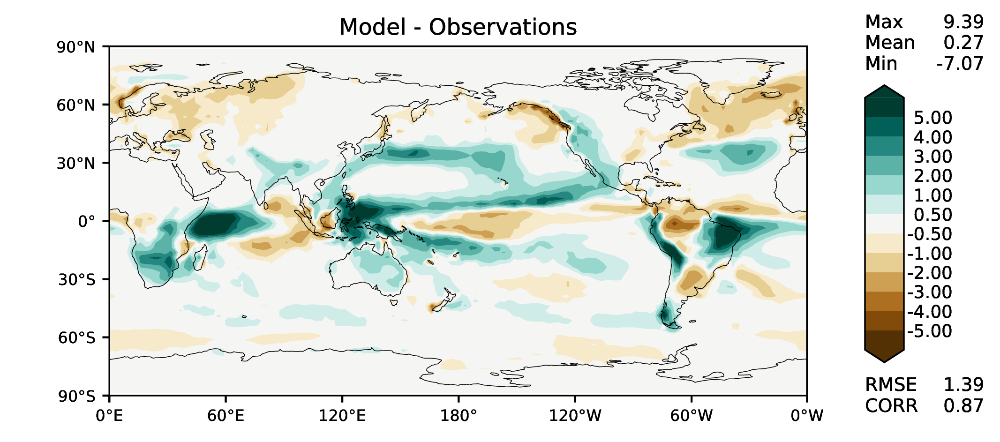 Model - Observations
Max 9.39
Mean 0.27
Min -7.07
90°N
60°N
30°N
0°
30°S
60°S
90°S
0°E 60°E 120°E 180° 120°W 60°W 0°W
5.00
4.00
3.00
2.00
1.00
0.50
-0.50
-1.00
-2.00
-3.00
-4.00
-5.00
RMSE 1.39
CORR 0.87